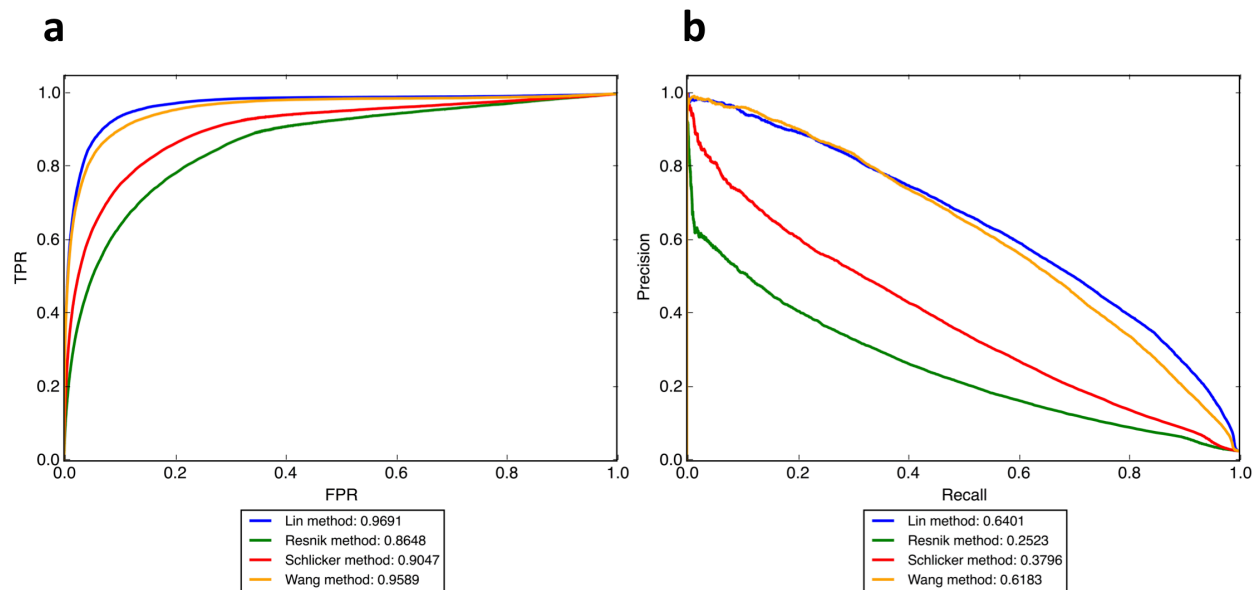 a
1.0
0.8
0.6
0.4
0.2
0.0
TPR
0.0 0.2 0.4 0.6 0.8 1.0
FPR
Lin method: 0.9691
Resnik method: 0.8648
Schlicker method: 0.9047
Wang method: 0.9589
b
1.0
0.8
0.6
0.4
0.2
0.0
Precision
0.0 0.2 0.4 0.6 0.8 1.0
Recall
Lin method: 0.6401
Resnik method: 0.2523
Schlicker method: 0.3796
Wang method: 0.6183